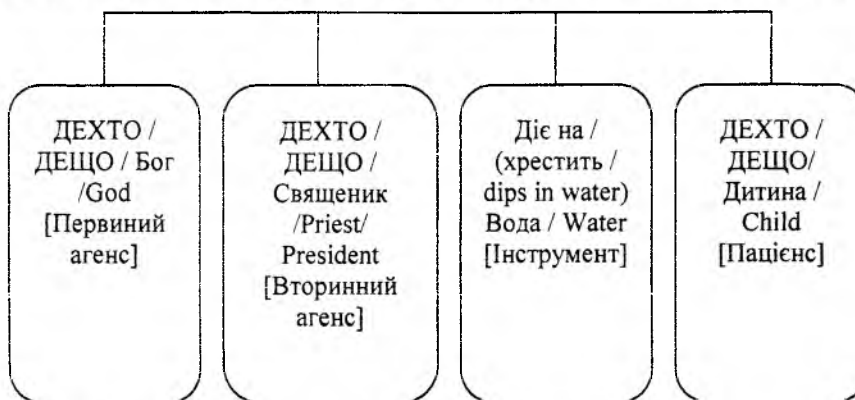 ДЕХТО /
ДЕЩО / Бог
/God
[Первиний
агенс]
ДЕХТО /
ДЕЩО /
Священик
/Priest/
President
[Вторинний
агенс]
Діє на /
(хрестить /
dips in water)
Вода / Water
[Інструмент]
ДЕХТО /
ДЕЩО/
Дитина /
Child
[Пацієнс]